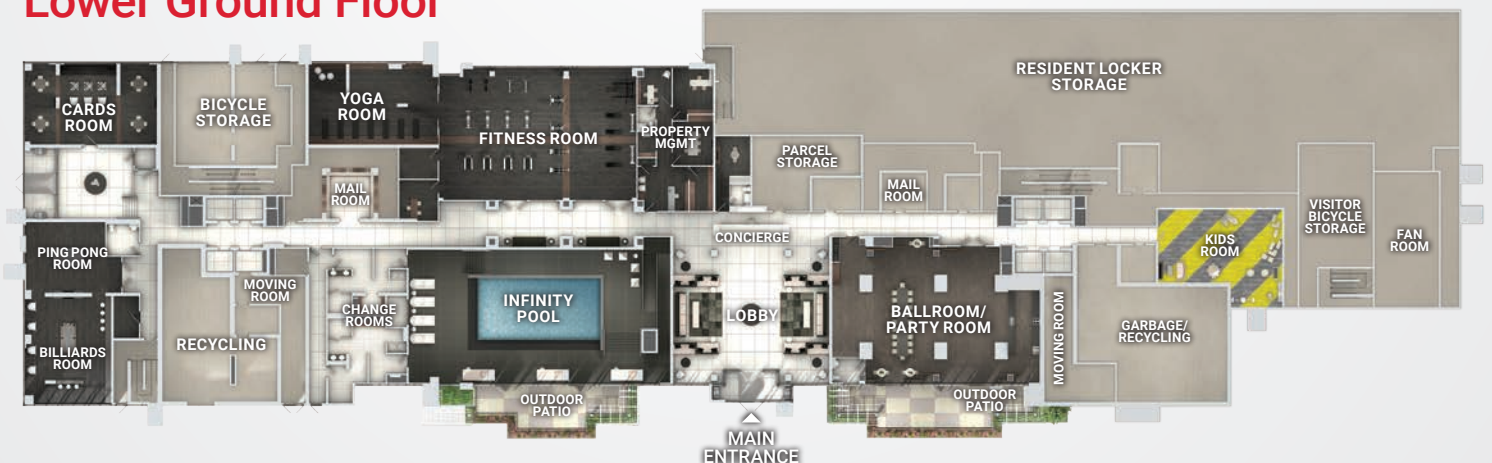 Lower Ground Floor
RESIDENT LOCKER
STORAGE
CARDS
ROOM
BICYCLE
STORAGE
YOGA
ROOM
FITNESS ROOM
PROPERTY
MGMT
PARCEL
STORAGE
MAIL
ROOM
MAIL
ROOM
VISITOR
BICYCLE
STORAGE
FAN
ROOM
KIDS
ROOM
CONCIERGE
PING PONG
ROOM
MOVING
ROOM
CHANGE
ROOMS
INFINITY
POOL
LOBBY
BALLROOM/
PARTY ROOM
MOVING ROOM
GARBAGE/
RECYCLING
RECYCLING
BILLIARDS
ROOM
OUTDOOR
PATIO
OUTDOOR
PATIO
MAIN
ENTRANCE